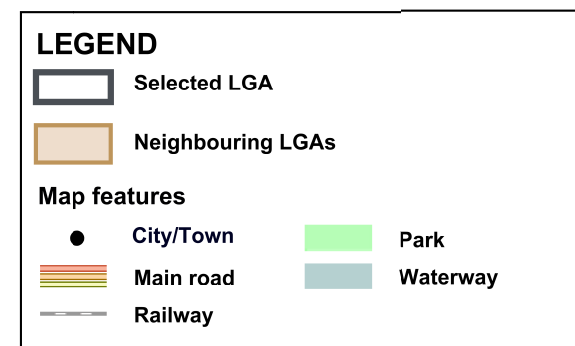 LEGEND
Selected LGA
Neighbouring LGAs
Map features
City/Town
Park
Main road
Waterway
Railway